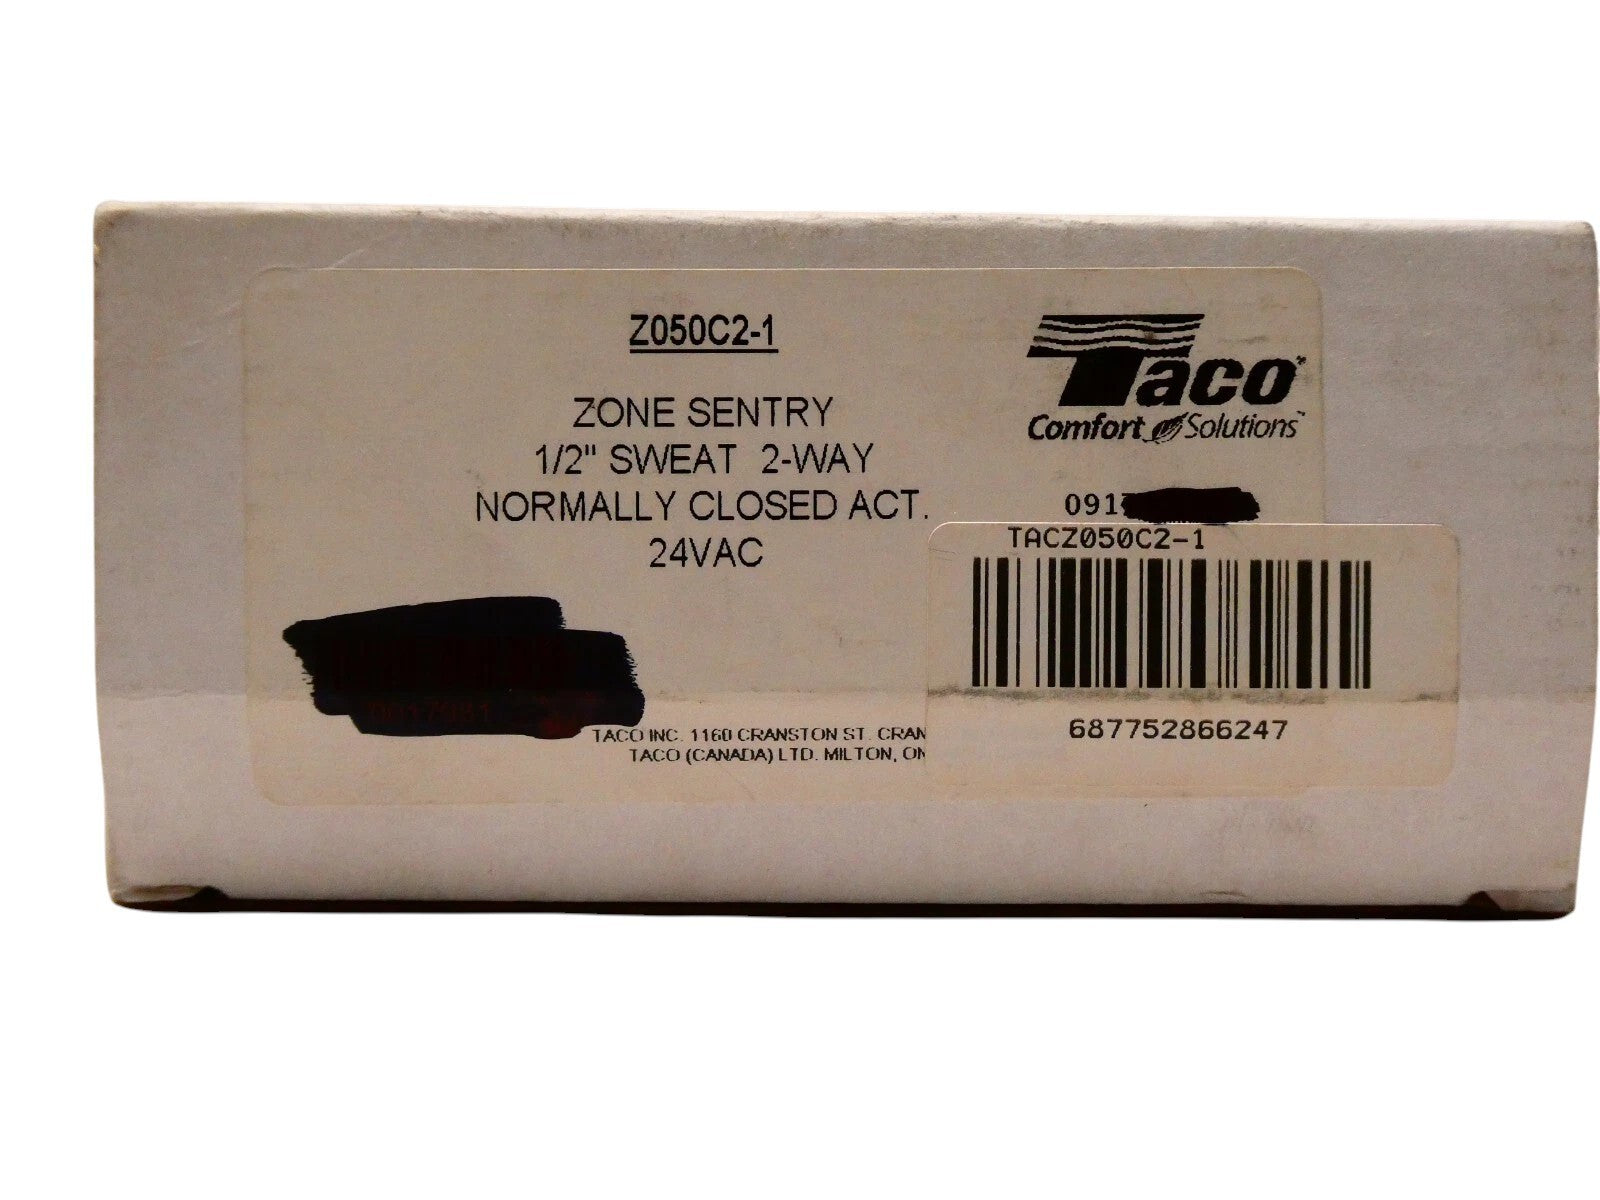 Z050C2-1
ZONE SENTRY
1/2" SWEAT 2-WAY
NORMALLY CLOSED ACT.
24VAC
Taco
Comfort Solutions™
091
TACZ050C2-1
687752866247
TACO INC. 1160 CRANSTON ST. CRAN
TACO (CANADA) LTD. MILTON, ON